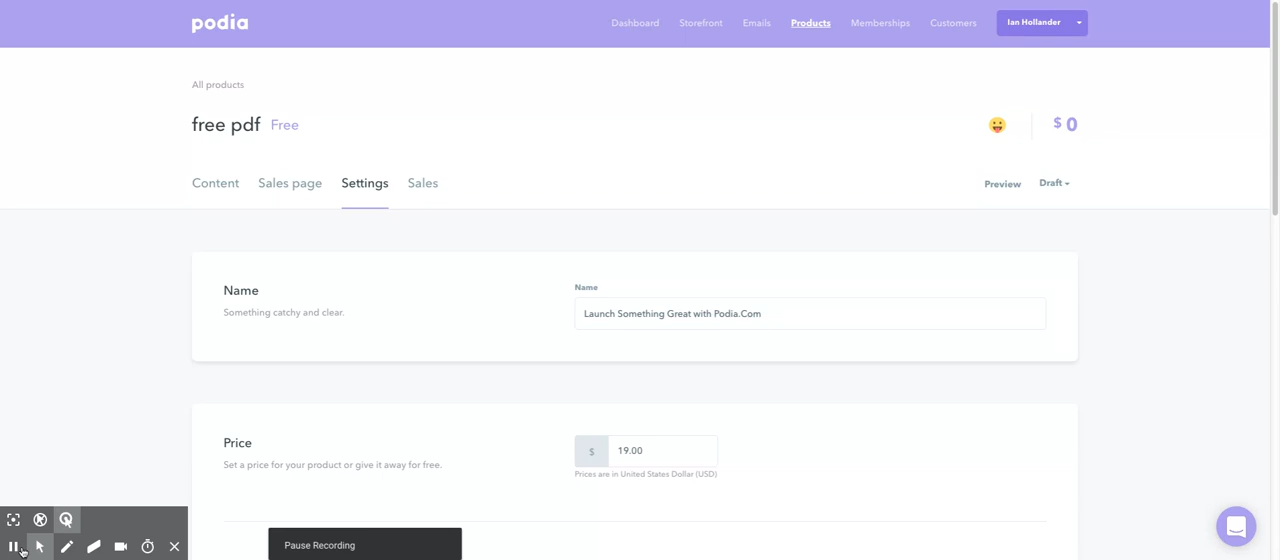 podia
Dashboard Storefront Emails Products Memberships Customers Ian Hollander
All products
free pdf Free $ 0
Content Sales page Settings Sales Preview Draft
Name
Something catchy and clear.
Name
Launch Something Great with Podia.Com
Price
Set a price for your product or give it away for free.
$ 19.00
Prices are in United States Dollar (USD)
Pause Recording